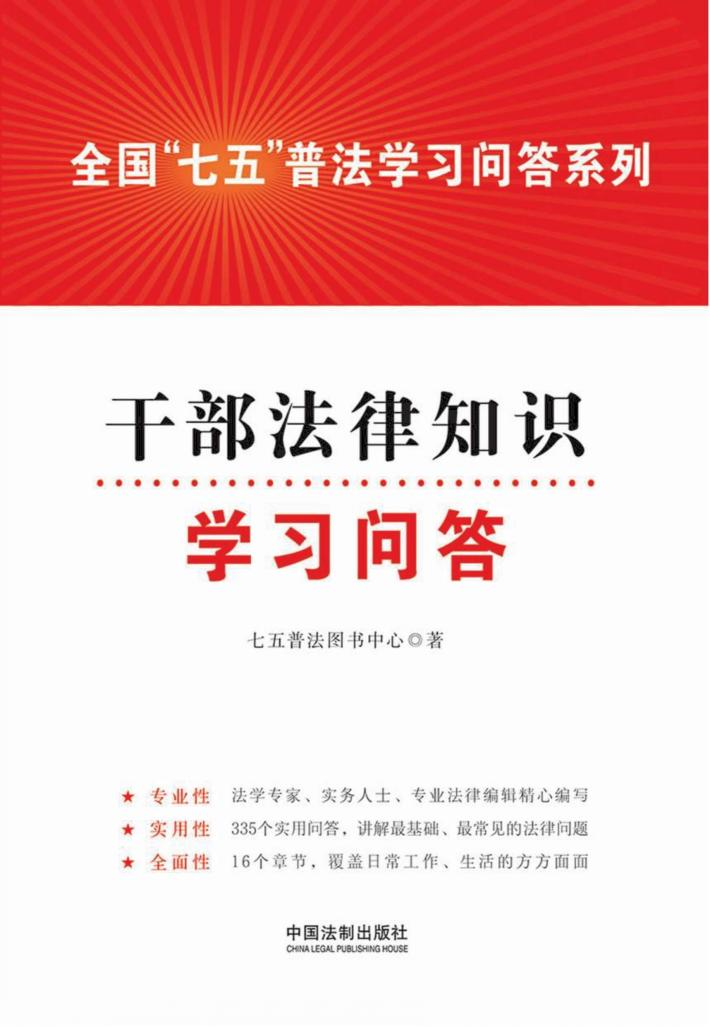 全国“七五”普法学习问答系列
干部法律知识
学习问答
七五普法图书中心◎著
★ 专业性 法学专家、实务人士、专业法律编辑精心编写
★ 实用性 335个实用问答，讲解最基础、最常见的法律问题
★ 全面性 16个章节，覆盖日常工作、生活的方方面面
中国法制出版社
CHINA LEGAL PUBLISHING HOUSE